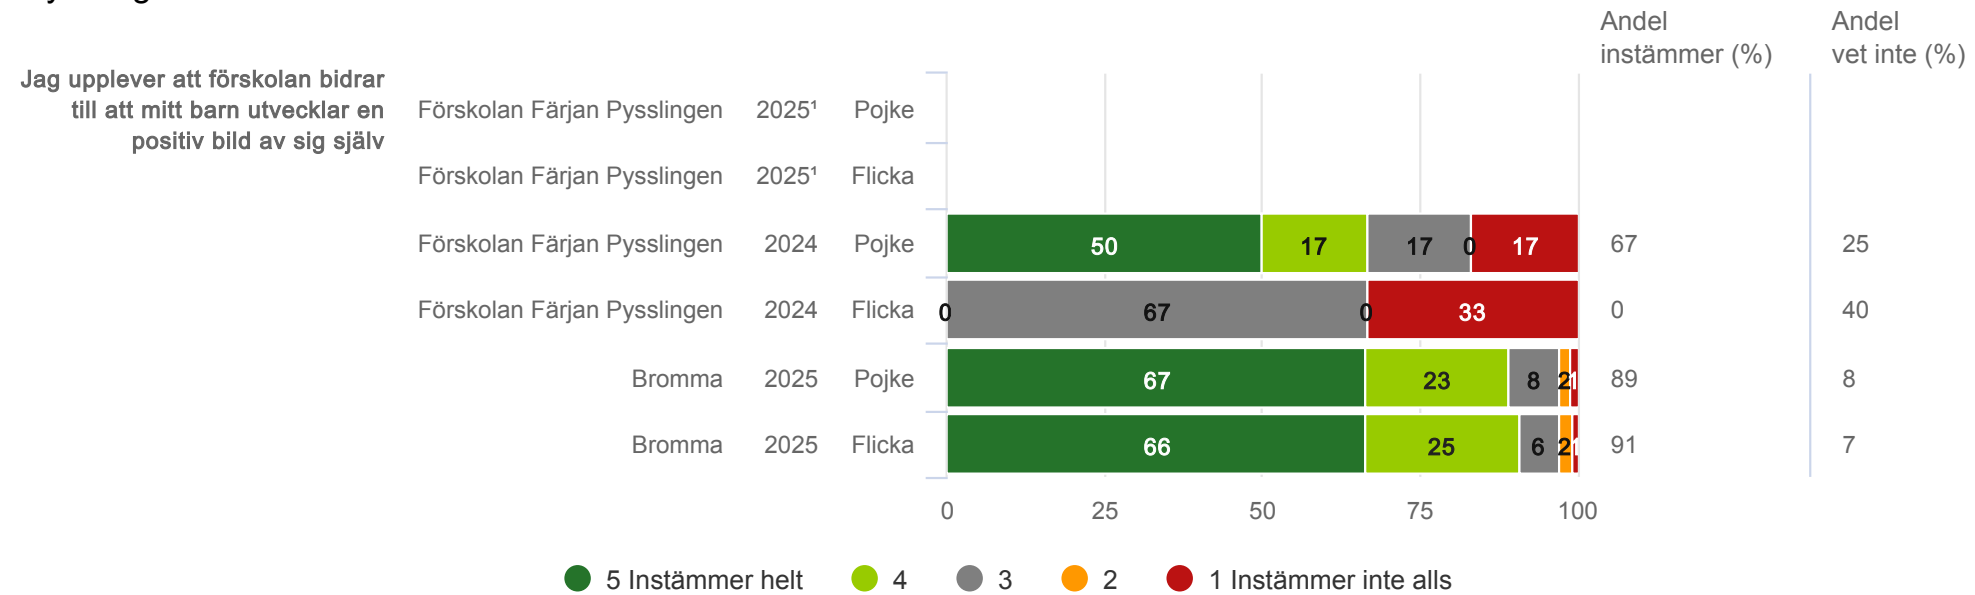 Andel
instämmer (%)
Andel
vet inte (%)
Jag upplever att förskolan bidrar
till att mitt barn utvecklar en
positiv bild av sig själv
Förskolan Färjan Pysslingen 2025¹ Pojke
Förskolan Färjan Pysslingen 2025¹ Flicka
Förskolan Färjan Pysslingen 2024 Pojke 50 17 17 0 17 67 25
Förskolan Färjan Pysslingen 2024 Flicka 0 67 0 33 0 40
Bromma 2025 Pojke 67 23 8 2 1 89 8
Bromma 2025 Flicka 66 25 6 2 1 91 7
0 25 50 75 100
5 Instämmer helt 4 3 2 1 Instämmer inte alls